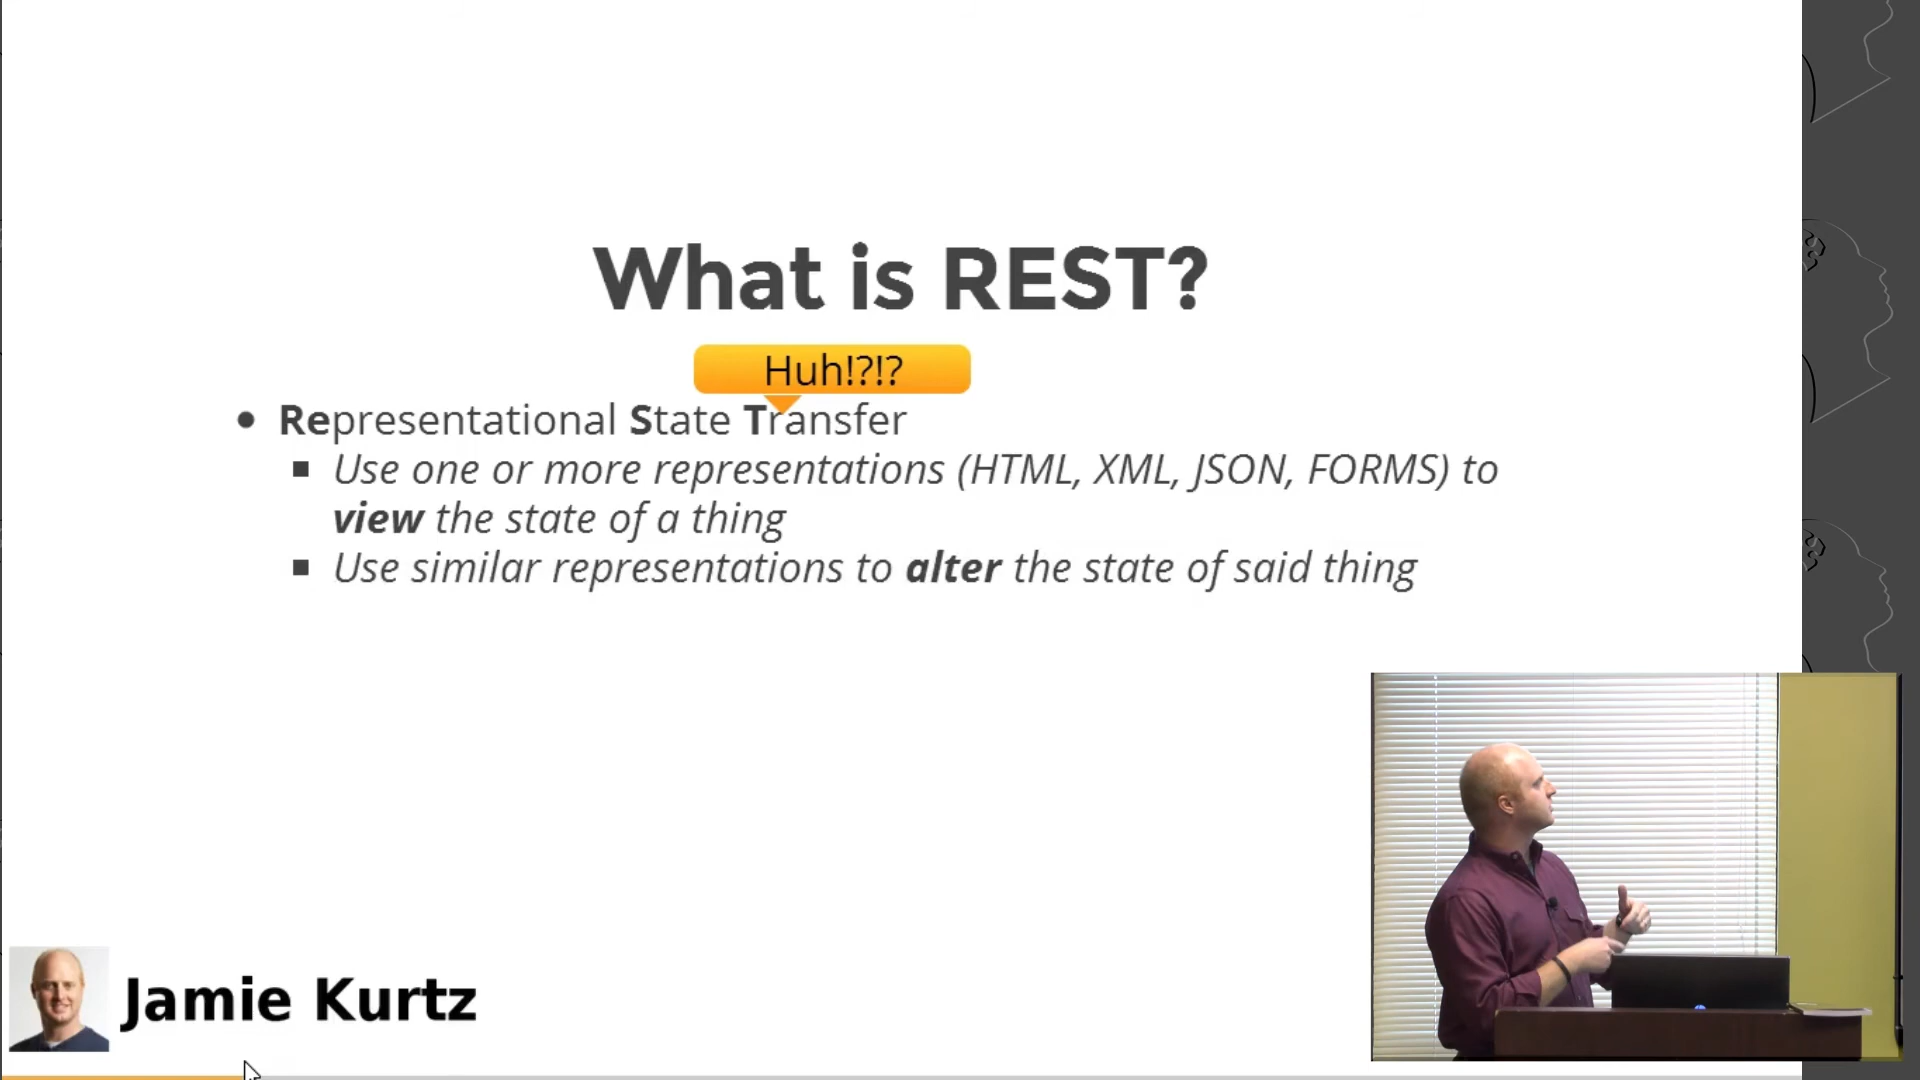 What is REST?
Huh!?!?
• Representational State Transfer
▪ Use one or more representations (HTML, XML, JSON, FORMS) to
view the state of a thing
▪ Use similar representations to alter the state of said thing
Jamie Kurtz